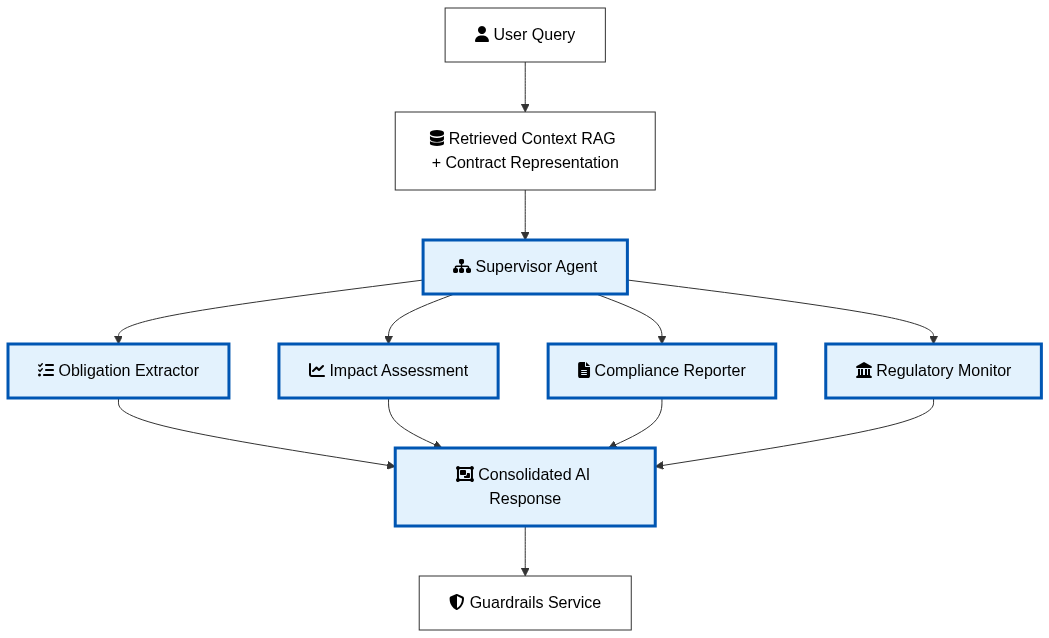 User Query
Retrieved Context RAG
+ Contract Representation
Supervisor Agent
Obligation Extractor
Impact Assessment
Compliance Reporter
Regulatory Monitor
Consolidated AI
Response
Guardrails Service